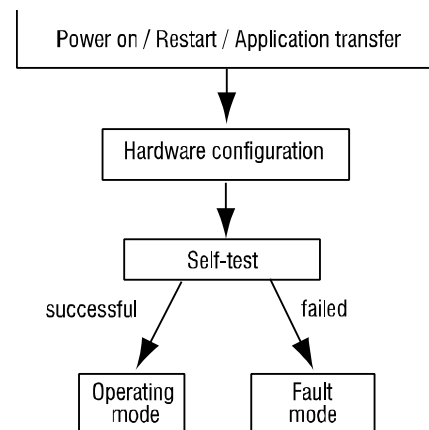 Power on / Restart / Application transfer
Hardware configuration
Self-test
successful
failed
Operating
mode
Fault
mode